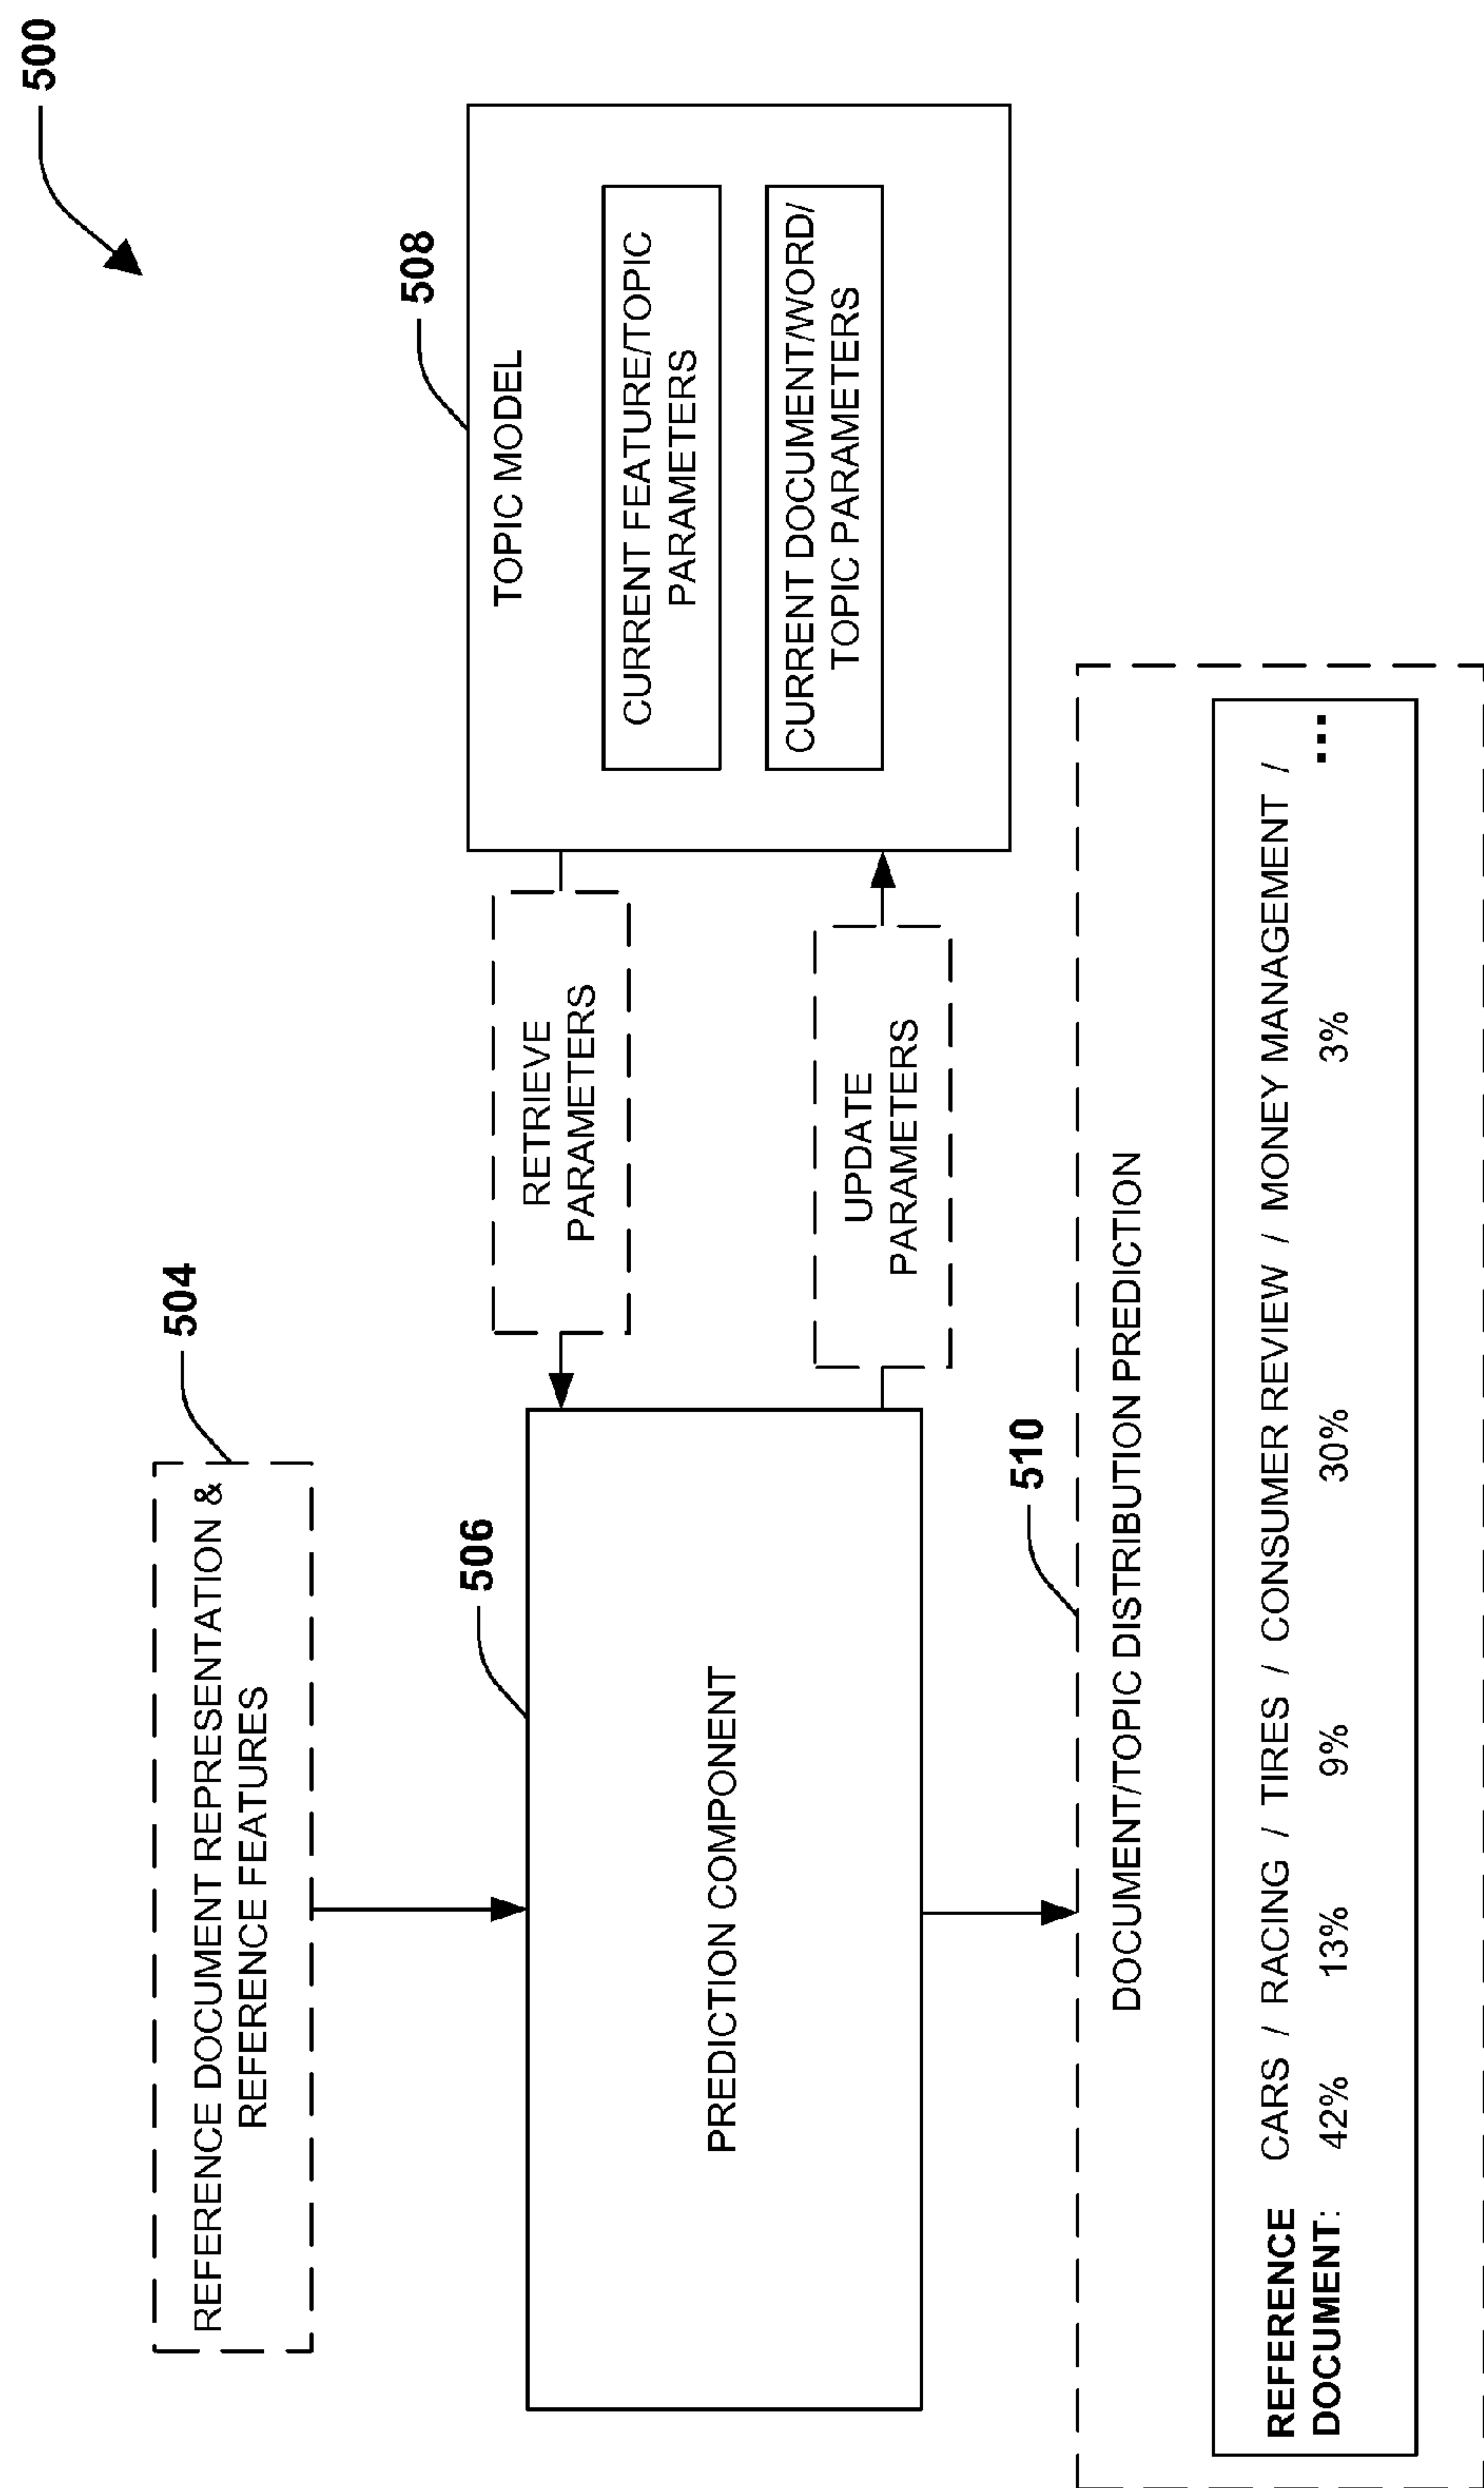 500
504
REFERENCE DOCUMENT REPRESENTATION &
REFERENCE FEATURES
506
PREDICTION COMPONENT
RETRIEVE
PARAMETERS
UPDATE
PARAMETERS
508
TOPIC MODEL
CURRENT FEATURE/TOPIC
PARAMETERS
CURRENT DOCUMENT/WORD/
TOPIC PARAMETERS
510
DOCUMENT/TOPIC DISTRIBUTION PREDICTION
REFERENCE CARS / RACING / TIRES / CONSUMER REVIEW / MONEY MANAGEMENT /
DOCUMENT: 42% 13% 9% 30% 3% ...